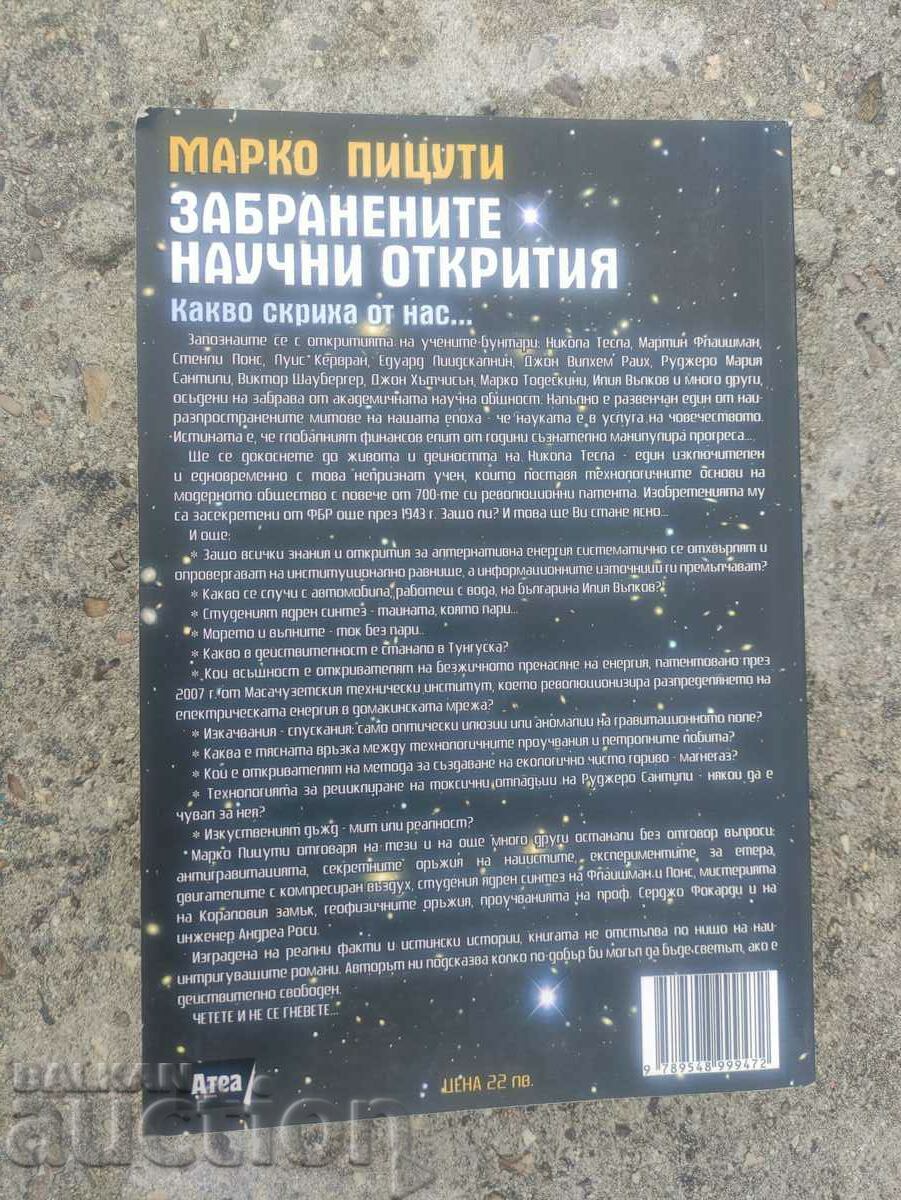 МАРКО ПИЦУТИ
ЗАБРАНЕНИТЕ
НАУЧНИ ОТКРИТИЯ
Какво скриха от нас...
Запознайте се с откритията на учените-бунтари: Никола Тесла, Мартин Флайшман,
Стенли Понс, Луис Кервран, Едуард Лийдскалнин, Джон Вилхем Райх, Руджеро Мария
Сантили, Виктор Шаубергер, Джон Хътчисън, Марко Тодескини, Илия Вълков и много други,
осъдени на забрава от академичната научна общност. Напълно е развенчан един от най-
разпространените митове на нашата епоха - че науката е в услуга на човечеството.
Истината е, че глобалният финансов елит от години съзнателно манипулира прогреса...
Ще се докоснете до живота и дейността на Никола Тесла - един изключителен
и едновременно с това непризнат учен, който поставя технологичните основи на
модерното общество с повече от 700-те си революционни патента. Изобретенията му
са засекретени от ФБР още през 1943 г. Защо ли? И това ще Ви стане ясно...
И още:
* Защо всички знания и открития за алтернативна енергия систематично се отхвърлят и
опровергават на институционално равнище, а информационните източници ги премълчават?
* Какво се случи с автомобила, работещ с вода, на българина Илия Вълков?
* Студеният ядрен синтез - тайната, която пари...
* Морето и вълните - ток без пари..
* Какво в действителност е станало в Тунгуска?
* Кой всъщност е откривателят на безжичното пренасяне на енергия, патентовано през
2007 г. от Масачузетския технически институт, което революционизира разпределянето на
електрическата енергия в домакинската мрежа?
* Изкачвания - спускания: само оптически илюзии или аномалии на гравитационното поле?
* Каква е тясната връзка между технологичните проучвания и петролните лобита?
* Кой е откривателят на метода за създаване на екологично чисто гориво - магнегаз?
* Технологията за рециклиране на токсични отпадъци на Руджеро Сантили - някой да е
чувал за нея?
* Изкуственият дъжд - мит или реалност?
Марко Пицути отговаря на тези и на още много други останали без отговор въпроси:
антигравитацията, секретните оръжия на нацистите, експериментите за етера,
двигателите с компресиран въздух, студения ядрен синтез на Флайшман и Понс, мистерията
на Кораловия замък, геофизичните оръжия, проучванията на проф. Серджо Фокарди и на
инженер Андреа Роси.
Изградена на реални факти и истински истории, книгата не отстъпва по нищо на най-
интригуващите романи. Авторът ни подсказва колко по-добър би могъл да бъде светът, ако е
действително свободен.
ЧЕТЕТЕ И НЕ СЕ ГНЕВЕТЕ...
Атеа
ЦЕНА 22 лв.
9 789548 999472
BALKAN
auction